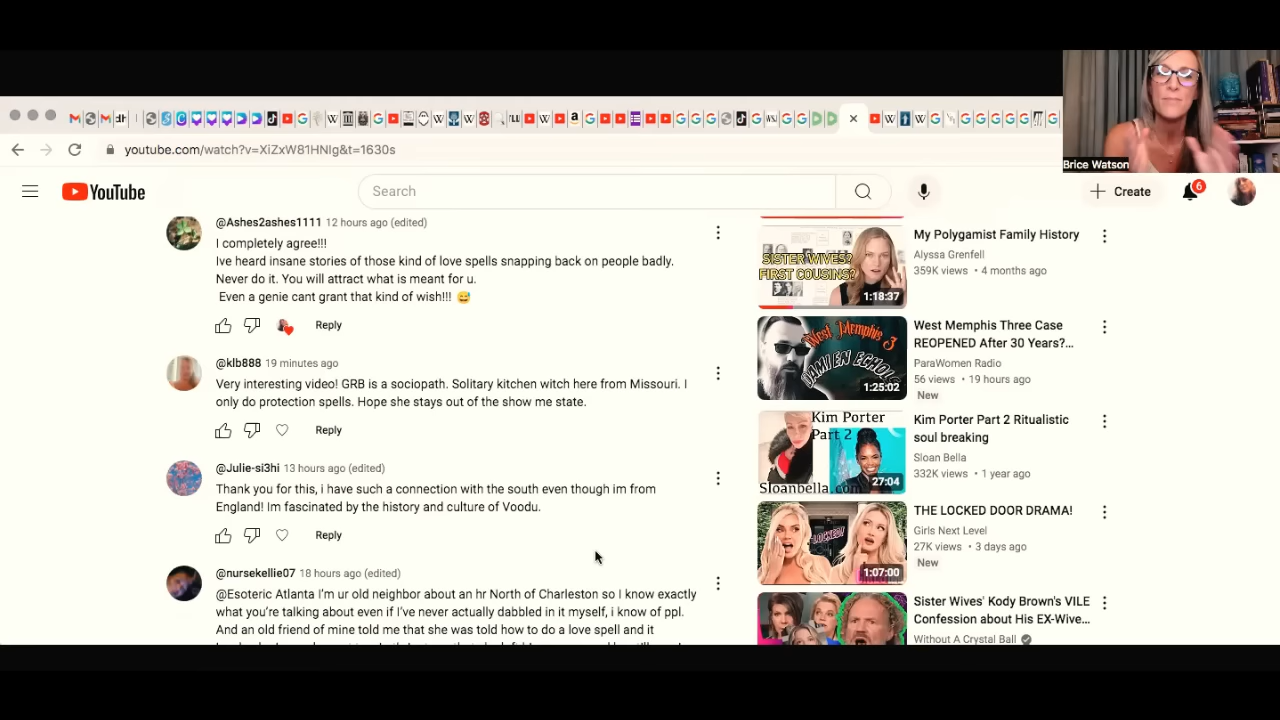 Brice Watson
youtube.com/watch?v=XiZxW81HNIg&t=1630s
YouTube
Search
Create
6
@Ashes2ashes1111 12 hours ago (edited)
I completely agree!!!
Ive heard insane stories of those kind of love spells snapping back on people badly.
Never do it. You will attract what is meant for u.
Even a genie cant grant that kind of wish!!! 😅
Reply
@klb888 19 minutes ago
Very interesting video! GRB is a sociopath. Solitary kitchen witch here from Missouri. I
only do protection spells. Hope she stays out of the show me state.
Reply
@Julie-si3hi 13 hours ago (edited)
Thank you for this, i have such a connection with the south even though im from
England! Im fascinated by the history and culture of Voodu.
Reply
@nursekellie07 18 hours ago (edited)
@Esoteric Atlanta I'm ur old neighbor about an hr North of Charleston so I know exactly
what you're talking about even if I've never actually dabbled in it myself, i know of ppl.
And an old friend of mine told me that she was told how to do a love spell and it
SISTER WIVES?
FIRST COUSINS?
1:18:37
My Polygamist Family History
Alyssa Grenfell
359K views • 4 months ago
West Memphis 3
DAMIEN ECHOLS
1:25:02
West Memphis Three Case
REOPENED After 30 Years?...
ParaWomen Radio
56 views • 19 hours ago
New
Kim Porter
Part 2
Sloanbella.com
27:04
Kim Porter Part 2 Ritualistic
soul breaking
Sloan Bella
332K views • 1 year ago
LOCKED!
1:07:00
THE LOCKED DOOR DRAMA!
Girls Next Level
27K views • 3 days ago
New
Sister Wives' Kody Brown's VILE
Confession about His EX-Wive...
Without A Crystal Ball